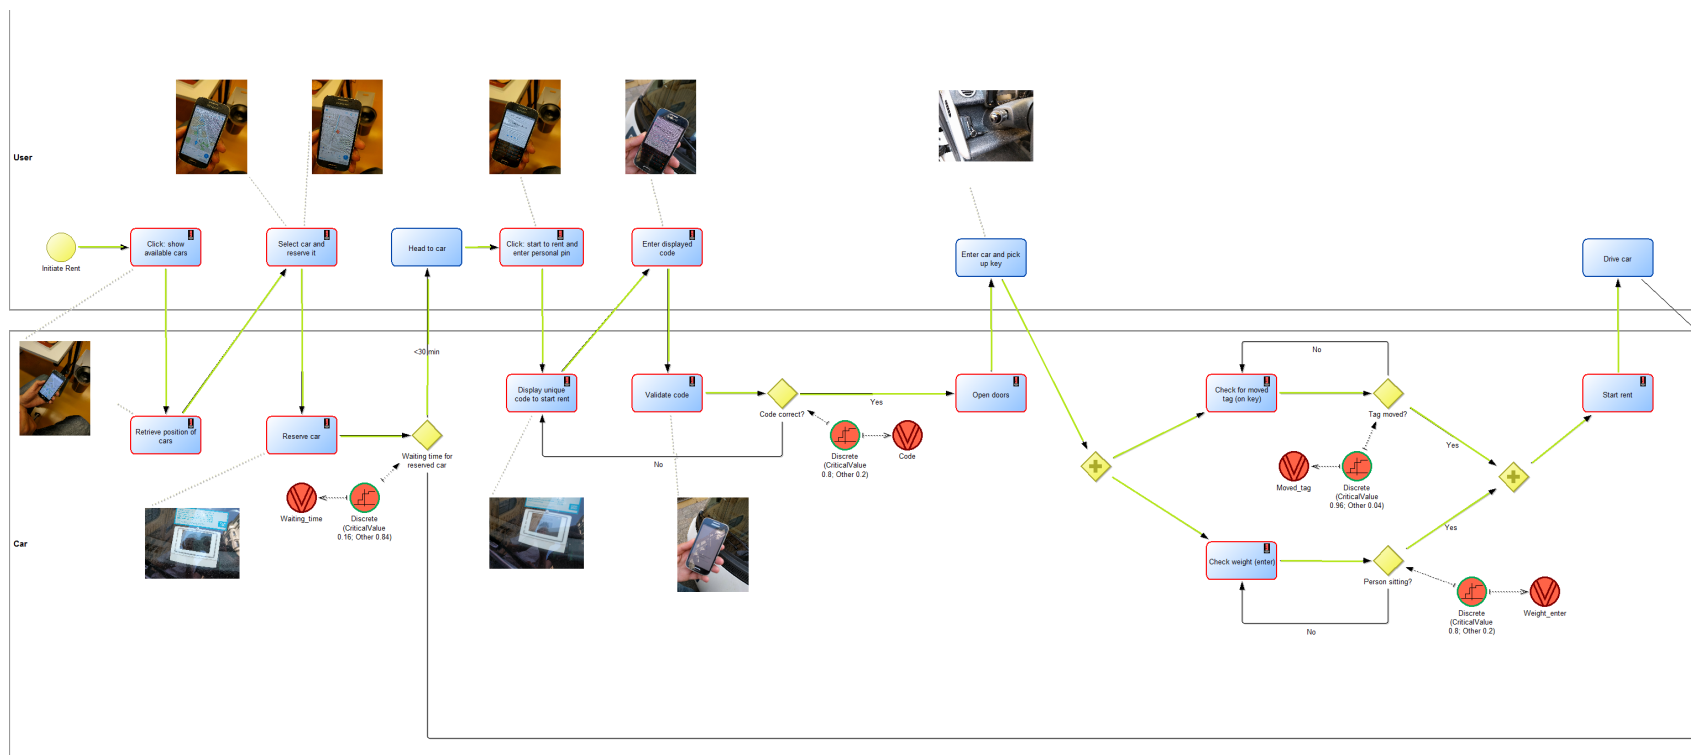 User
Initiate Rent
Click: show
available cars
Select car and
reserve it
Head to car
Click: start to rent and
enter personal pin
Enter displayed
code
Enter car and pick
up key
Drive car
Car
<30 min
Retrieve position of
cars
Reserve car
Waiting time for
reserved car
Waiting_time
Discrete
(CriticalValue
0.16; Other 0.84)
Display unique
code to start rent
Validate code
Code correct?
Yes
No
Discrete
(CriticalValue
0.8; Other 0.2)
Code
Open doors
No
Check for moved
tag (on key)
Tag moved?
Yes
Moved_tag
Discrete
(CriticalValue
0.96; Other 0.04)
Start rent
Yes
Check weight (enter)
Person sitting?
No
Discrete
(CriticalValue
0.8; Other 0.2)
Weight_enter